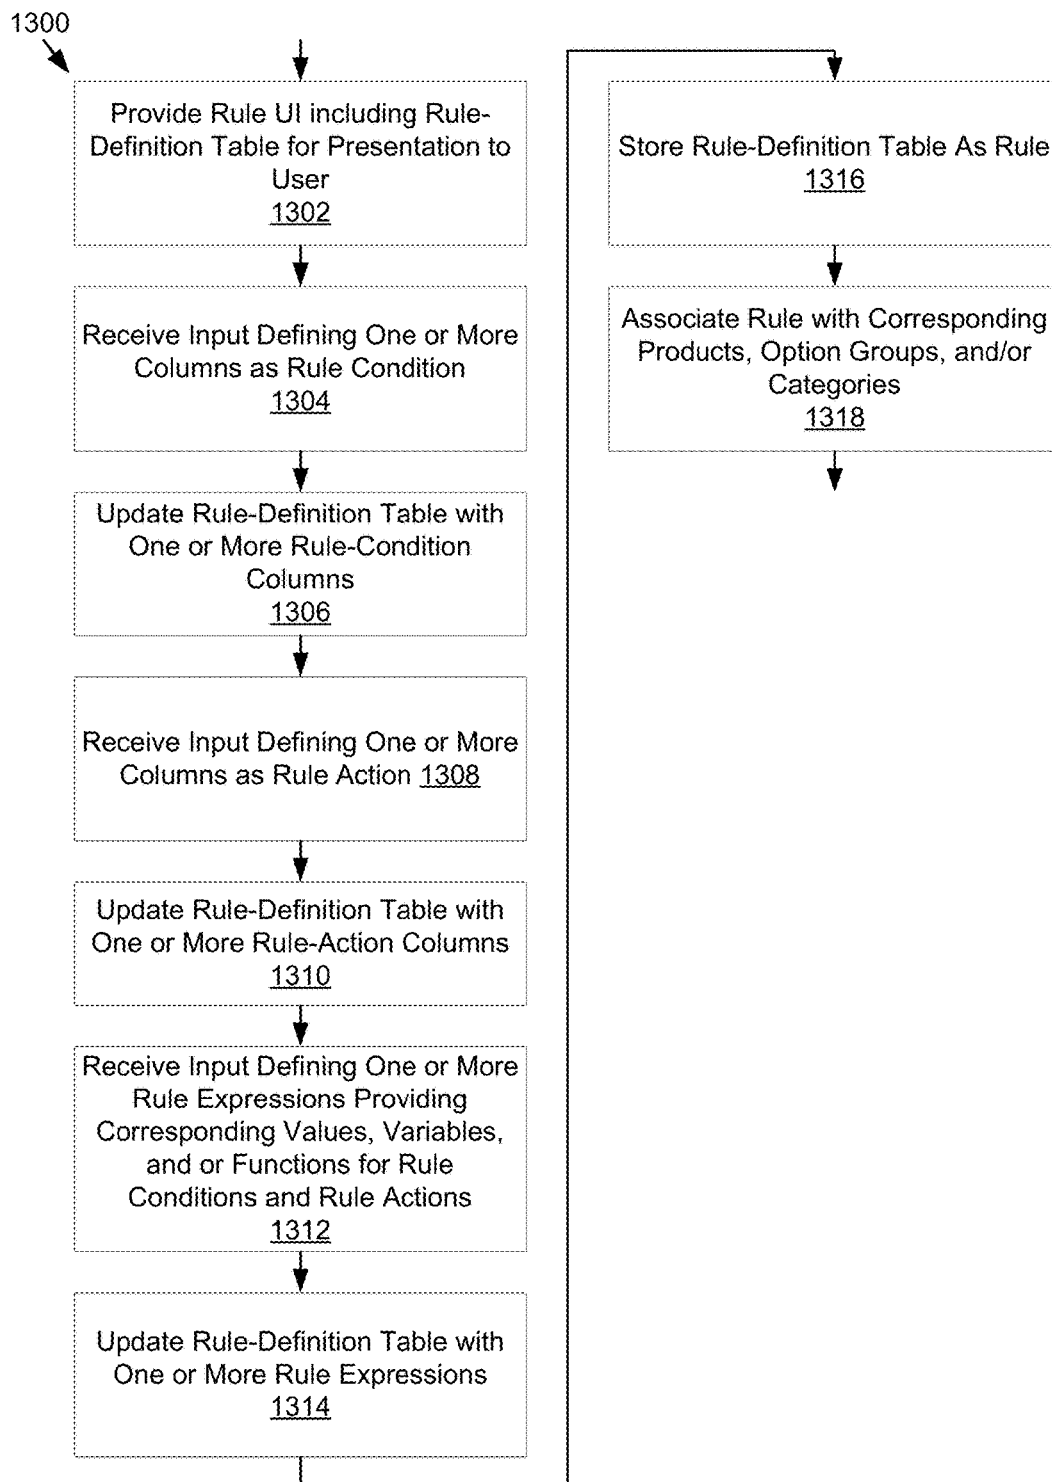 1300
Provide Rule UI including Rule-
Definition Table for Presentation to
User
1302
Receive Input Defining One or More
Columns as Rule Condition
1304
Update Rule-Definition Table with
One or More Rule-Condition
Columns
1306
Receive Input Defining One or More
Columns as Rule Action 1308
Update Rule-Definition Table with
One or More Rule-Action Columns
1310
Receive Input Defining One or More
Rule Expressions Providing
Corresponding Values, Variables,
and or Functions for Rule
Conditions and Rule Actions
1312
Update Rule-Definition Table with
One or More Rule Expressions
1314
Store Rule-Definition Table As Rule
1316
Associate Rule with Corresponding
Products, Option Groups, and/or
Categories
1318